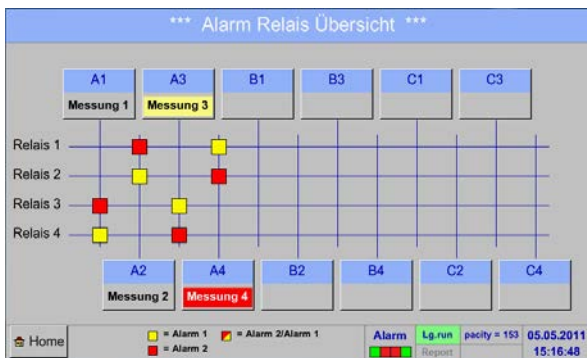 *** Alarm Relais Übersicht ***
A1 A3 B1 B3 C1 C3
Messung 1 Messung 3
Relais 1
Relais 2
Relais 3
Relais 4
A2 A4 B2 B4 C2 C4
Messung 2 Messung 4
Home
= Alarm 1 = Alarm 2/Alarm 1
= Alarm 2
Alarm Lg.run pacity = 153 05.05.2011
Report 15:16:48